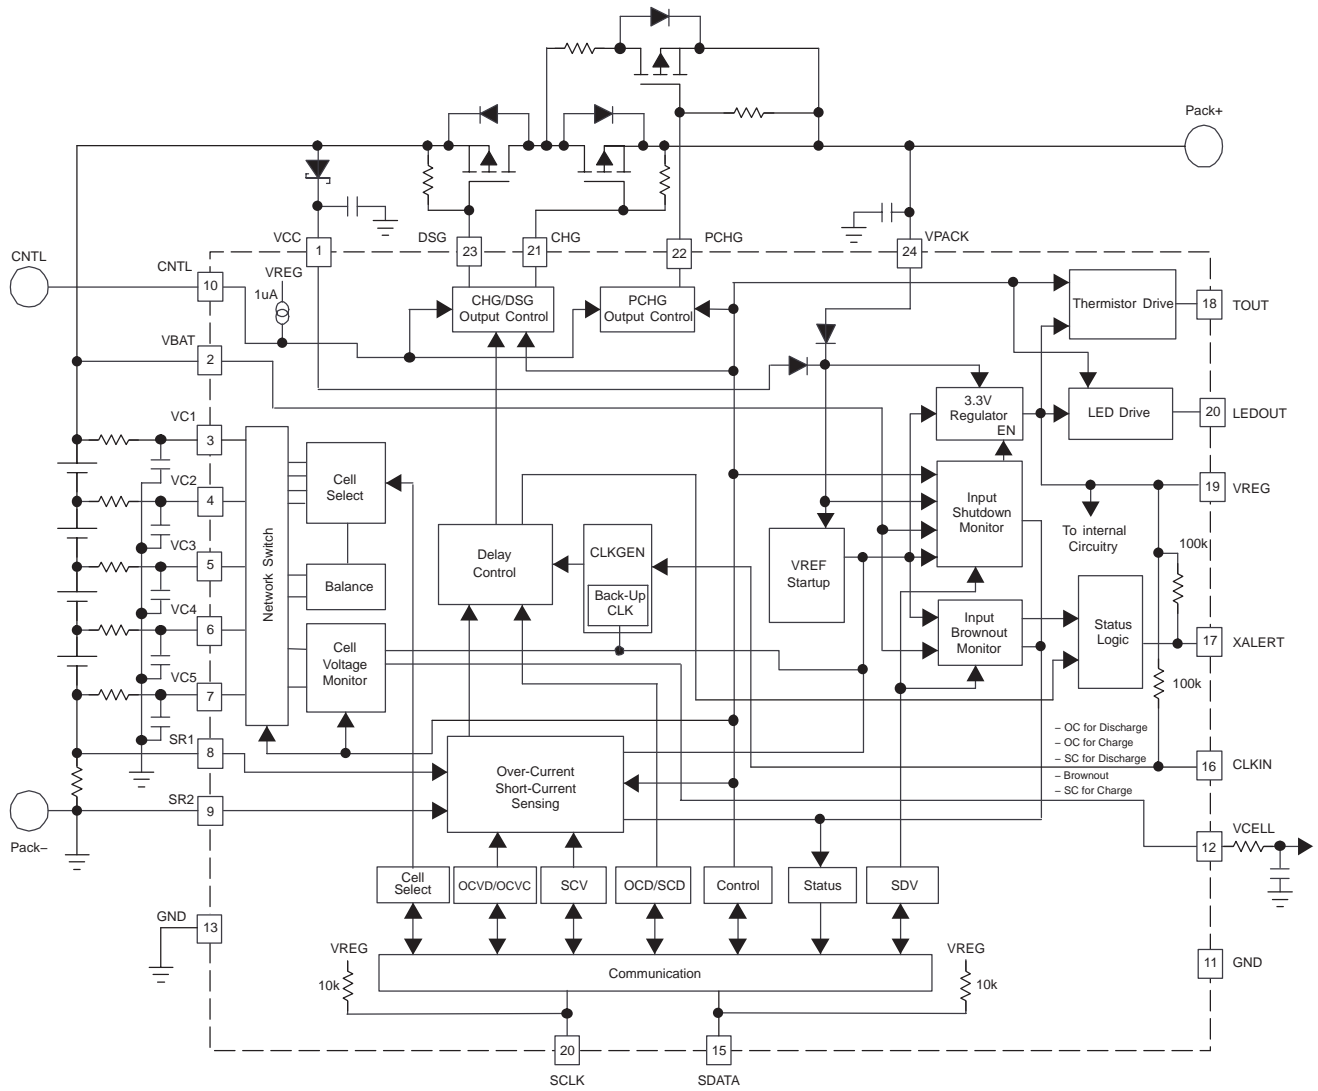 Pack+
VCC
1
DSG
23
21
CHG
22
PCHG
24
VPACK
CNTL
CNTL
10
VREG
1uA
CHG/DSG
Output Control
PCHG
Output Control
Thermistor Drive
18
TOUT
VBAT
2
3.3V
Regulator
EN
LED Drive
20
LEDOUT
VC1
3
VC2
4
VC3
5
VC4
6
VC5
7
SR1
8
SR2
9
Pack–
Network Switch
Cell
Select
Balance
Cell
Voltage
Monitor
Delay
Control
CLKGEN
Back-Up
CLK
VREF
Startup
Input
Shutdown
Monitor
Input
Brownout
Monitor
19
VREG
To internal
Circuitry
100k
Status
Logic
17
XALERT
100k
– OC for Discharge
– OC for Charge
– SC for Discharge
– Brownout
– SC for Charge
16
CLKIN
Over-Current
Short-Current
Sensing
12
VCELL
Cell
Select
OCVD/OCVC
SCV
OCD/SCD
Control
Status
SDV
GND
13
VREG
10k
Communication
VREG
10k
11
GND
20
SCLK
15
SDATA